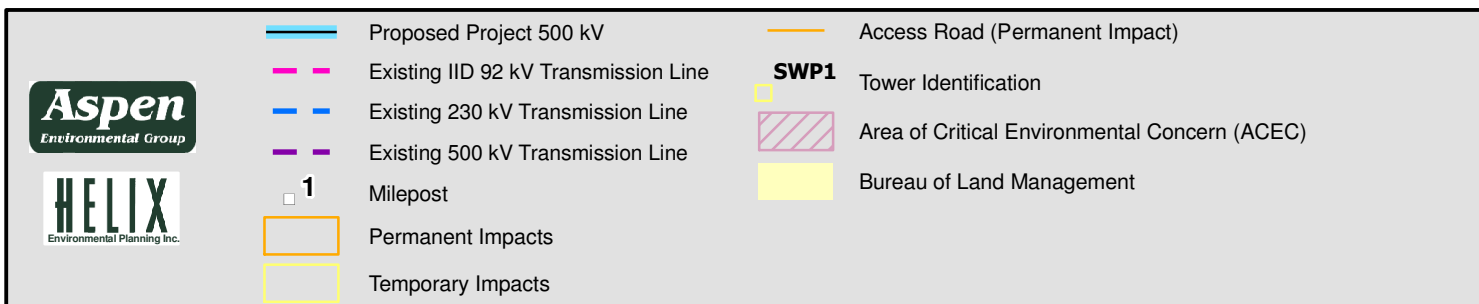 Aspen
Environmental Group
HELIX
Environmental Planning Inc.
Proposed Project 500 kV
Existing IID 92 kV Transmission Line
Existing 230 kV Transmission Line
Existing 500 kV Transmission Line
1 Milepost
Permanent Impacts
Temporary Impacts
Access Road (Permanent Impact)
SWP1 Tower Identification
Area of Critical Environmental Concern (ACEC)
Bureau of Land Management